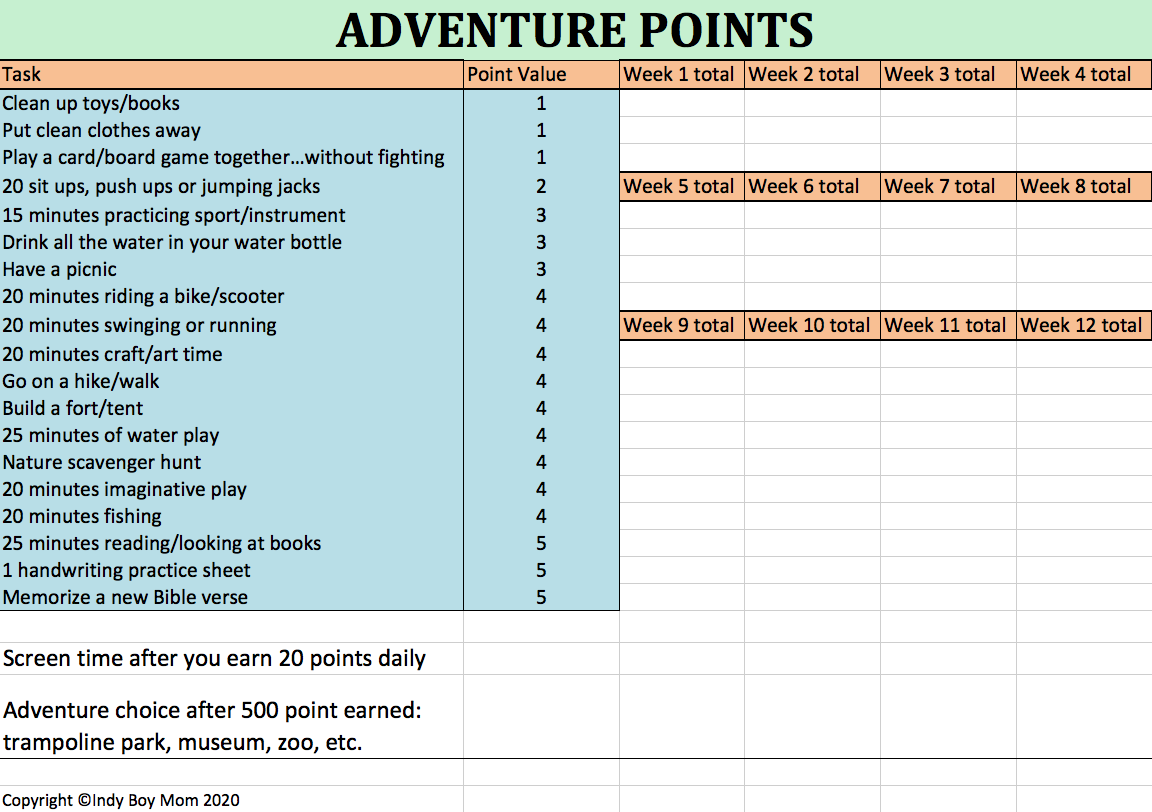 ADVENTURE POINTS
Task Point Value Week 1 total Week 2 total Week 3 total Week 4 total
Clean up toys/books 1
Put clean clothes away 1
Play a card/board game together...without fighting 1
20 sit ups, push ups or jumping jacks 2 Week 5 total Week 6 total Week 7 total Week 8 total
15 minutes practicing sport/instrument 3
Drink all the water in your water bottle 3
Have a picnic 3
20 minutes riding a bike/scooter 4
20 minutes swinging or running 4 Week 9 total Week 10 total Week 11 total Week 12 total
20 minutes craft/art time 4
Go on a hike/walk 4
Build a fort/tent 4
25 minutes of water play 4
Nature scavenger hunt 4
20 minutes imaginative play 4
20 minutes fishing 4
25 minutes reading/looking at books 5
1 handwriting practice sheet 5
Memorize a new Bible verse 5
Screen time after you earn 20 points daily
Adventure choice after 500 point earned:
trampoline park, museum, zoo, etc.
Copyright ©Indy Boy Mom 2020